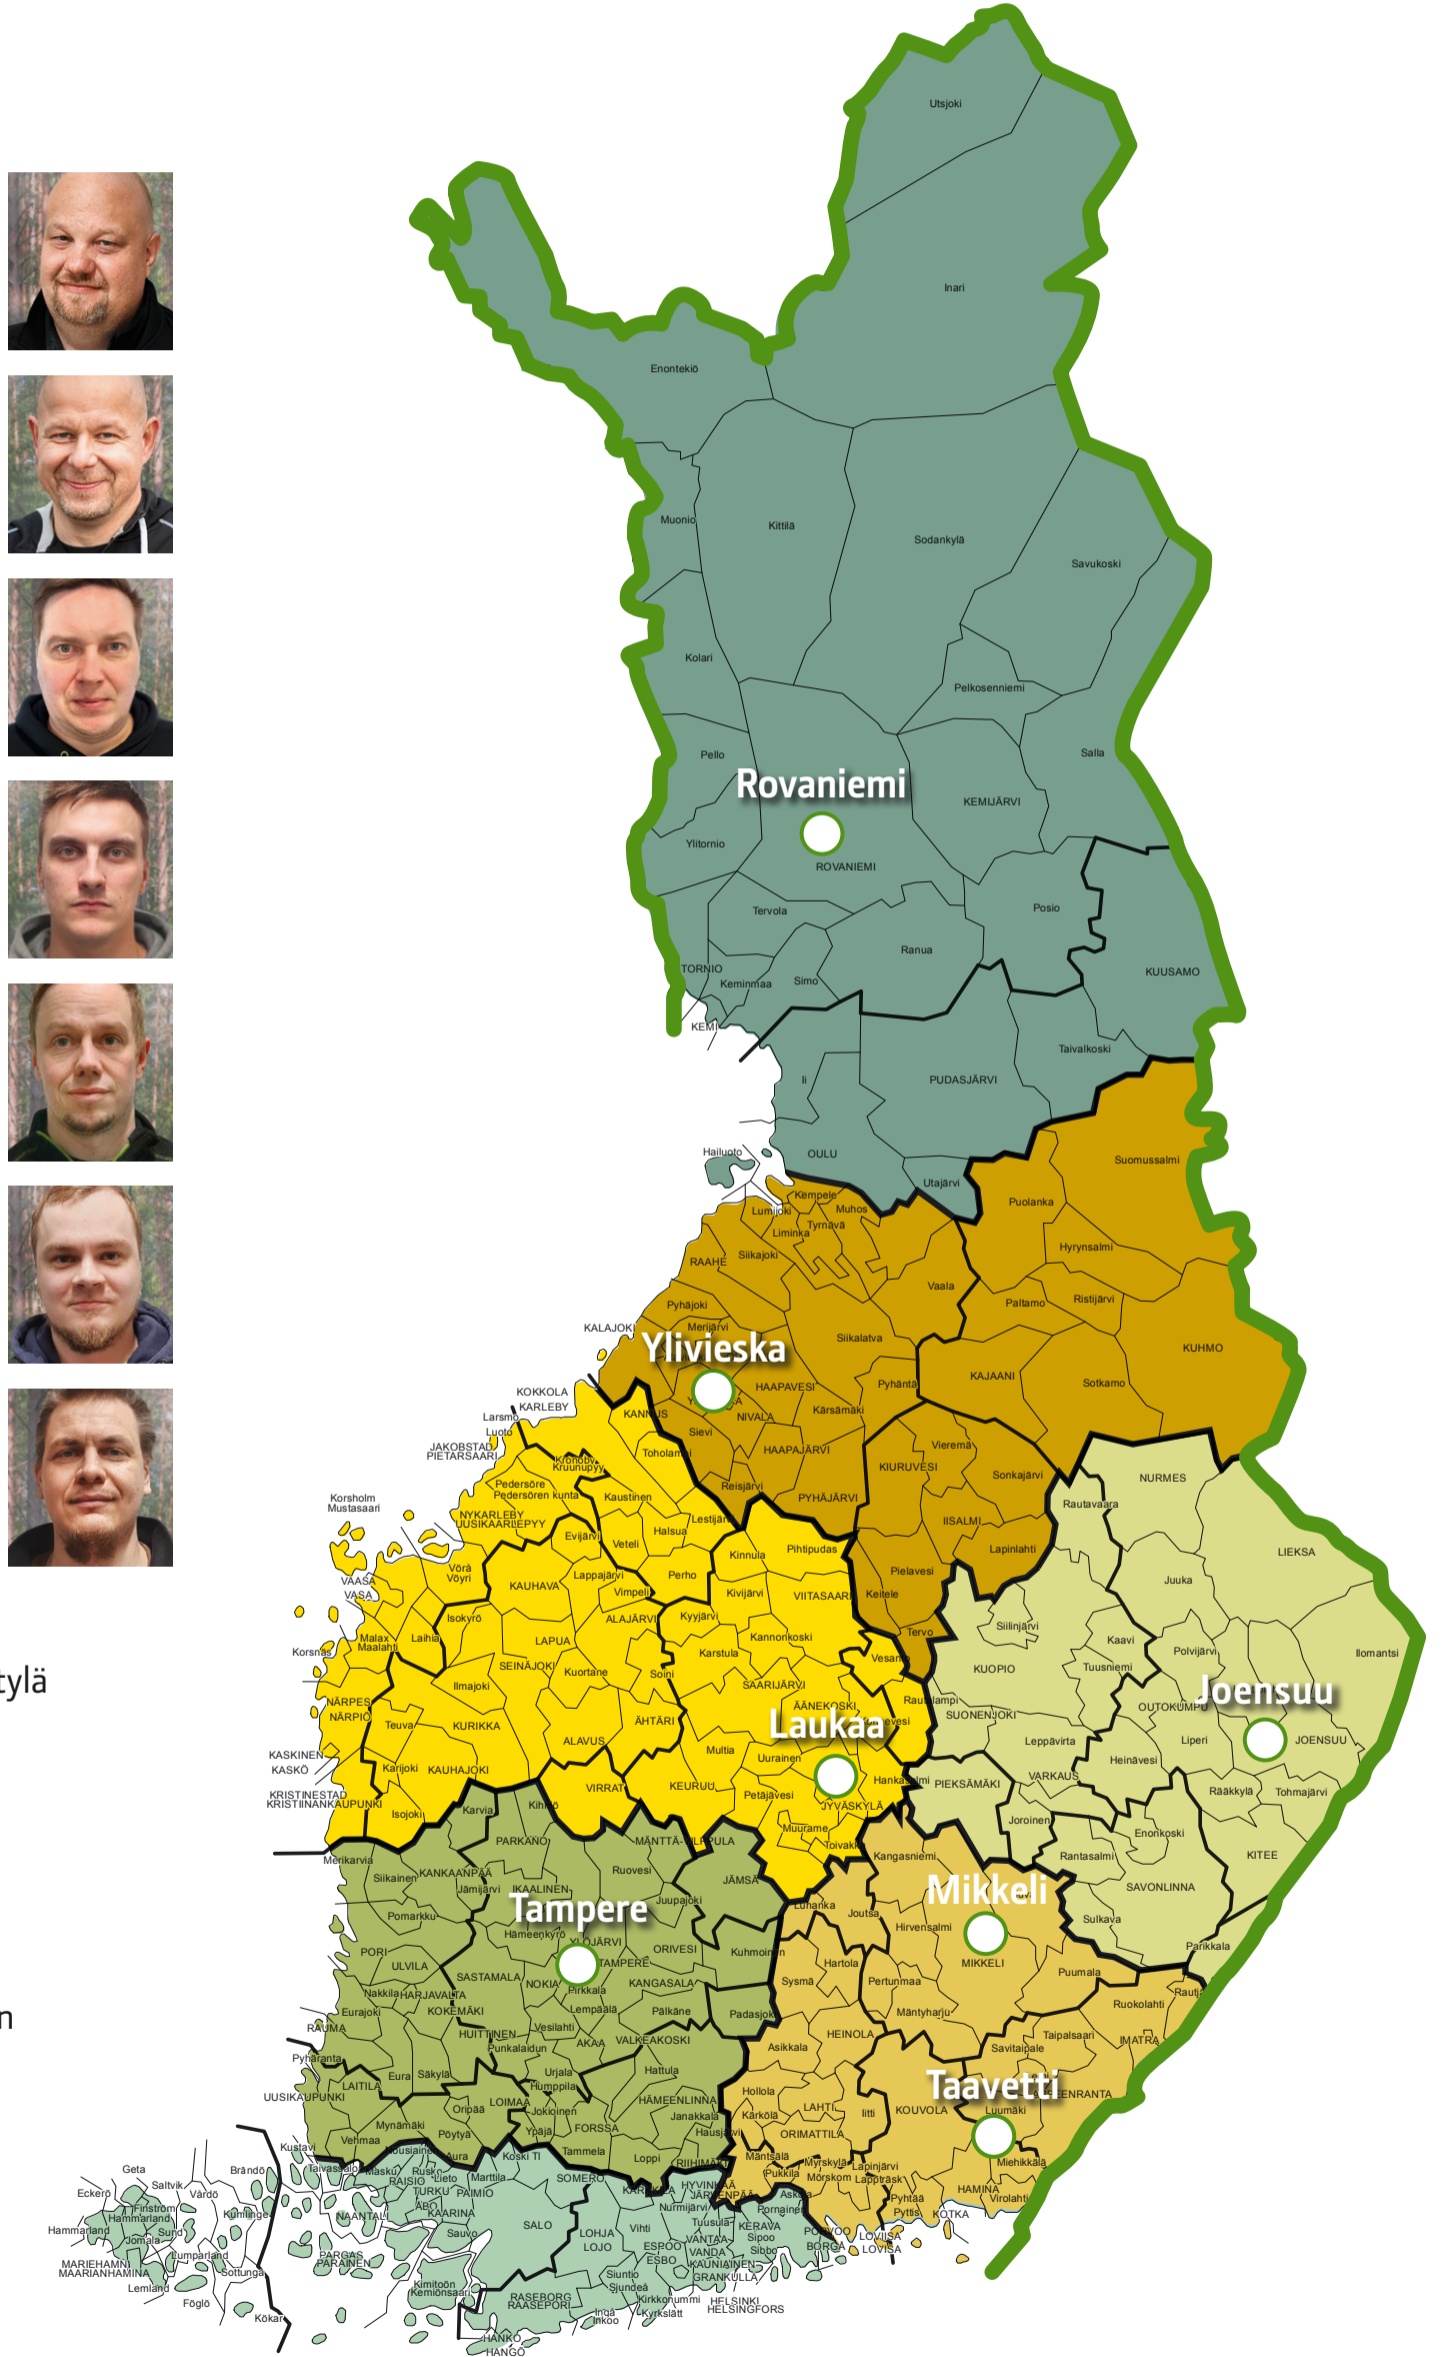 Utsjoki
Inari
Enontekiö
Muonio
Kittilä
Sodankylä
Savukoski
Kolari
Pelkosenniemi
Pello
Salla
Rovaniemi
KEMIJÄRVI
Ylitornio
ROVANIEMI
Tervola
Posio
Ranua
TORNIO
Keminmaa
Simo
KUUSAMO
KEMI
Taivalkoski
Ii
PUDASJÄRVI
Hailuoto
OULU
Utajärvi
Suomussalmi
Kempele
Lumijoki
Muhos
Liminka
Tyrnävä
Puolanka
RAAHE
Siikajoki
Hyrynsalmi
Vaala
Pyhäjoki
Paltamo
Ristijärvi
KALAJOKI
Merijärvi
Siikalatva
Ylivieska
KUHMO
HAAPAVESI
Pyhäntä
KAJAANI
Sotkamo
KOKKOLA
KARLEBY
Larsmo
Luoto
KANNUS
NIVALA
Kärsämäki
Sievi
JAKOBSTAD
PIETARSAARI
Toholampi
HAAPAJÄRVI
Vieremä
Kronoby
Kruunupyy
KIURUVESI
Sonkajärvi
NURMES
Pedersöre
Pedersören kunta
Kaustinen
Reisjärvi
PYHÄJÄRVI
Rautavaara
Korsholm
Mustasaari
NYKARLEBY
UUSIKAARLEPYY
Lestijärvi
IISALMI
Evijärvi
Veteli
Halsua
Kinnula
Pihtipudas
Lapinlahti
LIEKSA
Vörå
Vöyri
KAUHAVA
Lappajärvi
Perho
Pielavesi
Juuka
VAASA
VASA
Vimpeli
Kivijärvi
VIITASAARI
Keitele
Isokyrö
ALAJÄRVI
Kyyjärvi
Siilinjärvi
Malax
Maalahti
Laihia
LAPUA
Kannonkoski
Tervo
Kaavi
Korsnäs
Karstula
Polvijärvi
Ilomantsi
tylä
SEINÄJOKI
Kuortane
Soini
Vesanto
KUOPIO
Tuusniemi
Ilmajoki
SAARIJÄRVI
Joensuu
NÄRPES
NÄRPIÖ
ÄÄNEKOSKI
SUONENJOKI
OUTOKUMPU
Teuva
KURIKKA
ÄHTÄRI
Laukaa
ALAVUS
Leppävirta
Liperi
JOENSUU
KASKINEN
KASKÖ
Multia
Uurainen
Heinävesi
Karijoki
KAUHAJOKI
VIRRAT
KEURUU
Hankasalmi
PIEKSÄMÄKI
VARKAUS
Rääkkylä
Tohmajärvi
KRISTINESTAD
KRISTIINANKAUPUNKI
Petäjävesi
JYVÄSKYLÄ
Isojoki
Karvia
Kihniö
Joroinen
Muurame
Enonkoski
PARKANO
MÄNTTÄ-VILPPULA
Toivakka
Kangasniemi
Rantasalmi
KITEE
Merikarvia
Siikainen
KANKAANPÄÄ
Ruovesi
JÄMSÄ
Jämijärvi
IKAALINEN
Mikkeli
SAVONLINNA
Juupajoki
Luhanka
Joutsa
Tampere
Pomarkku
Hirvensalmi
Sulkava
Hämeenkyrö
YLÖJÄRVI
ORIVESI
Kuhmoinen
Parikkala
PORI
ULVILA
TAMPERE
Hartola
MIKKELI
SASTAMALA
NOKIA
Pirkkala
KANGASALA
Sysmä
Pertunmaa
Puumala
Nakkila
HARJAVALTA
Eurajoki
KOKEMÄKI
Lempäälä
Pälkäne
Padasjoki
Mäntyharju
Ruokolahti
n
RAUMA
HUITTINEN
Vesilahti
AKAA
VALKEAKOSKI
HEINOLA
Taipalsaari
IMATRA
Punkalaidun
Asikkala
Savitaipale
Pyhäranta
Eura
Säkylä
Urjala
Hattula
Taavetti
LAITILA
Humppila
Hollola
UUSIKAUPUNKI
LOIMAA
HÄMEENLINNA
Oripää
Jokioinen
Janakkala
Kärkölä
LAHTI
Iitti
KOUVOLA
Luumäki
Mynämäki
Pöytyä
Ypäjä
FORSSA
Hausjärvi
ORIMATTILA
Vehmaa
Kustavi
Nousiainen
Aura
Koski Tl
Tammela
Loppi
RIIHIMÄKI
Mäntsälä
Myrskylä
Lapinjärvi
Lappträsk
Miehikkälä
Geta
Brändö
Taivassalo
Masku
Rusko
Lieto
Marttila
SOMERO
Pukkila
Mörskom
HAMINA
Saltvik
Eckerö
Vårdö
RAISIO
TURKU
ÅBO
PAIMIO
KARKKILA
HYVINKÄÄ
JÄRVENPÄÄ
Askola
Pyhtää
Pyttis
Virolahti
Finström
Hammarland
Kumlinge
NAANTALI
KAARINA
Nurmijärvi
Pornainen
KOTKA
Hammarland
Jomala
Sund
Sauvo
SALO
LOHJA
LOJO
Vihti
Tuusula
KERAVA
Sipoo
Sibbo
PORVOO
BORGÅ
LOVIISA
LOVISA
Lumparland
PARGAS
PARAINEN
ESPOO
ESBO
VANTAA
VANDA
MARIEHAMN
MAARIANHAMINA
Sottunga
KAUNIAINEN
GRANKULLA
Lemland
Föglö
Kimitoön
Kemiönsaari
Siuntio
Sjundeå
RASEBORG
RAASEPORI
Kirkkonummi
Kyrkslätt
HELSINKI
HELSINGFORS
Kökar
Ingå
Inkoo
HANKO
HANGÖ